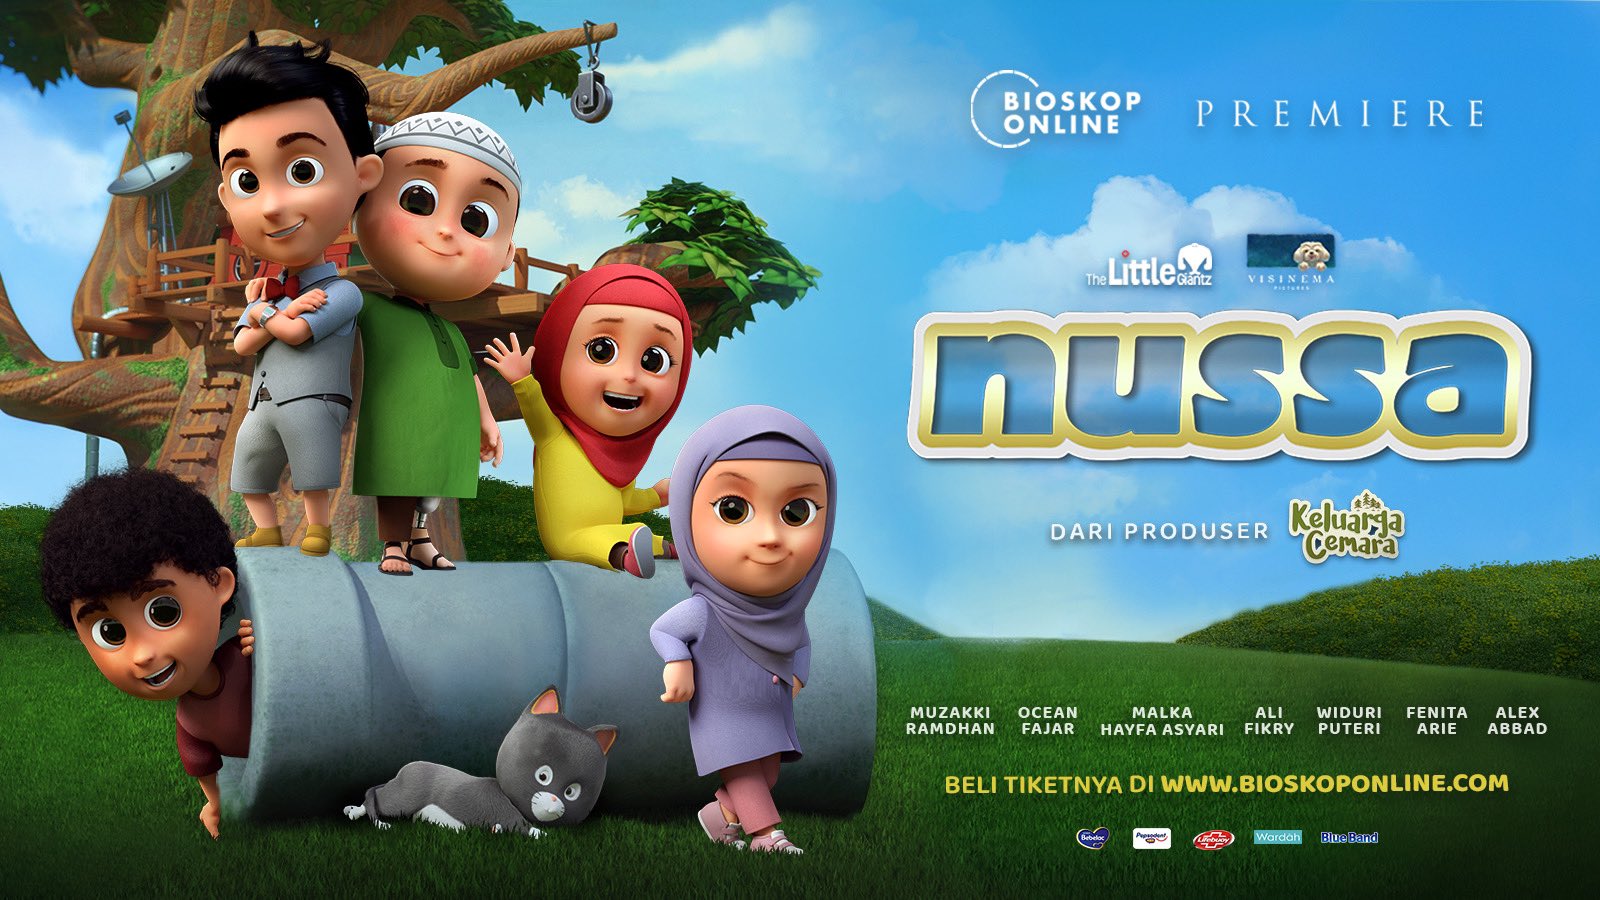 BIOSKOP
ONLINE
PREMIERE
The Little Giantz
VISINEMA
PICTURES
nussa
DARI PRODUSER
Keluarga
Cemara
MUZAKKI
RAMDHAN
OCEAN
FAJAR
MALKA
HAYFA ASYARI
ALI
FIKRY
WIDURI
PUTERI
FENITA
ARIE
ALEX
ABBAD
BELI TIKETNYA DI WWW.BIOSKOPONLINE.COM
Bebelac
Pepsodent
Lifebuoy
Wardah
Blue Band